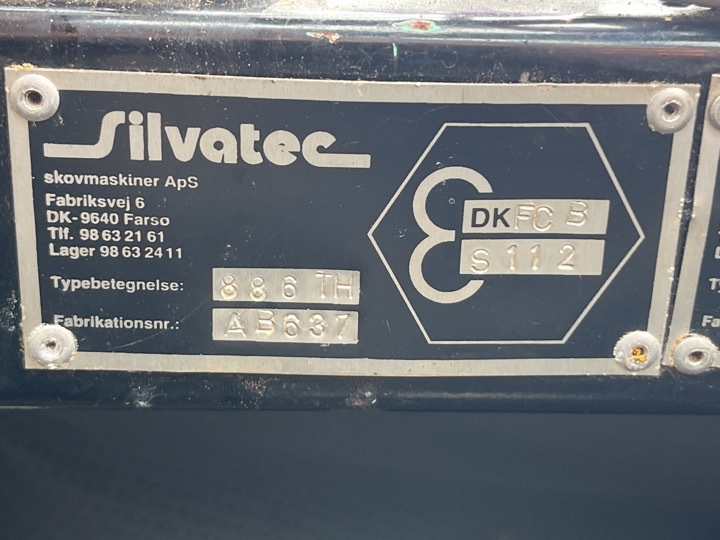 Silvatec
skovmaskiner ApS
Fabriksvej 6
DK-9640 Farsø
Tlf. 98 63 21 61
Lager 98 63 24 11
Typebetegnelse: 886 TH
Fabrikationsnr.: AB637
DK FC B
S 112